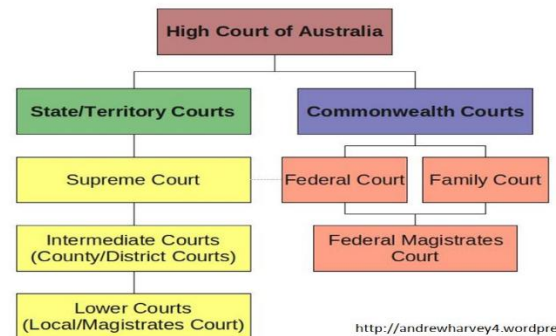 High Court of Australia
State/Territory Courts
Commonwealth Courts
Supreme Court
Federal Court
Family Court
Intermediate Courts
(County/District Courts)
Federal Magistrates
Court
Lower Courts
(Local/Magistrates Court)
http://andrewharvey4.wordpre